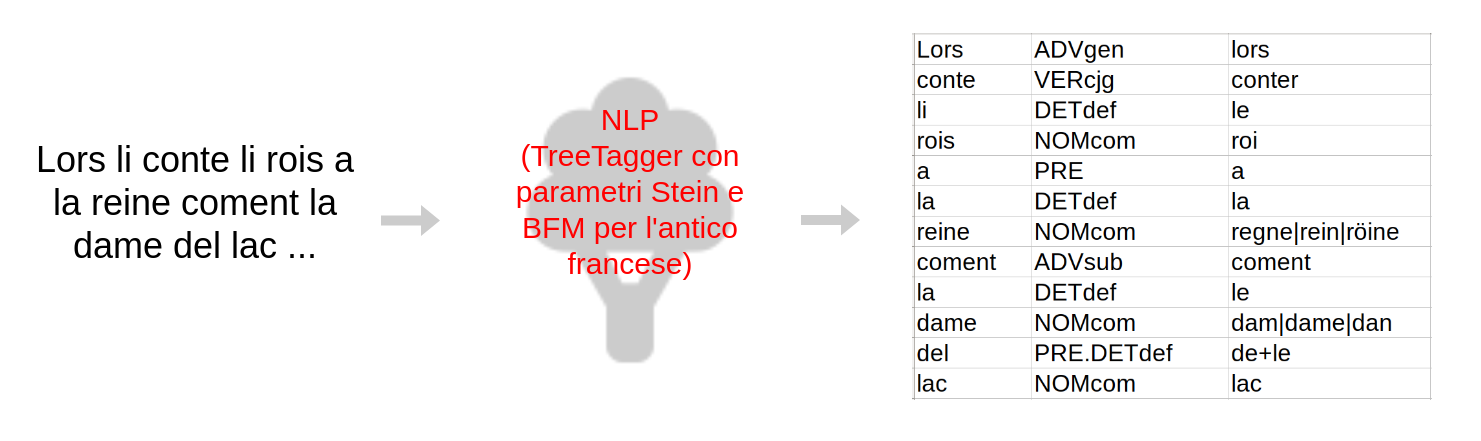 Lors li conte li rois a
la reine coment la
dame del lac ...
NLP
(TreeTagger con
parametri Stein e
BFM per l'antico
francese)
Lors ADVgen lors
conte VERcjg conter
li DETdef le
rois NOMcom roi
a PRE a
la DETdef la
reine NOMcom regne|rein|röine
coment ADVsub coment
la DETdef le
dame NOMcom dam|dame|dan
del PRE.DETdef de+le
lac NOMcom lac